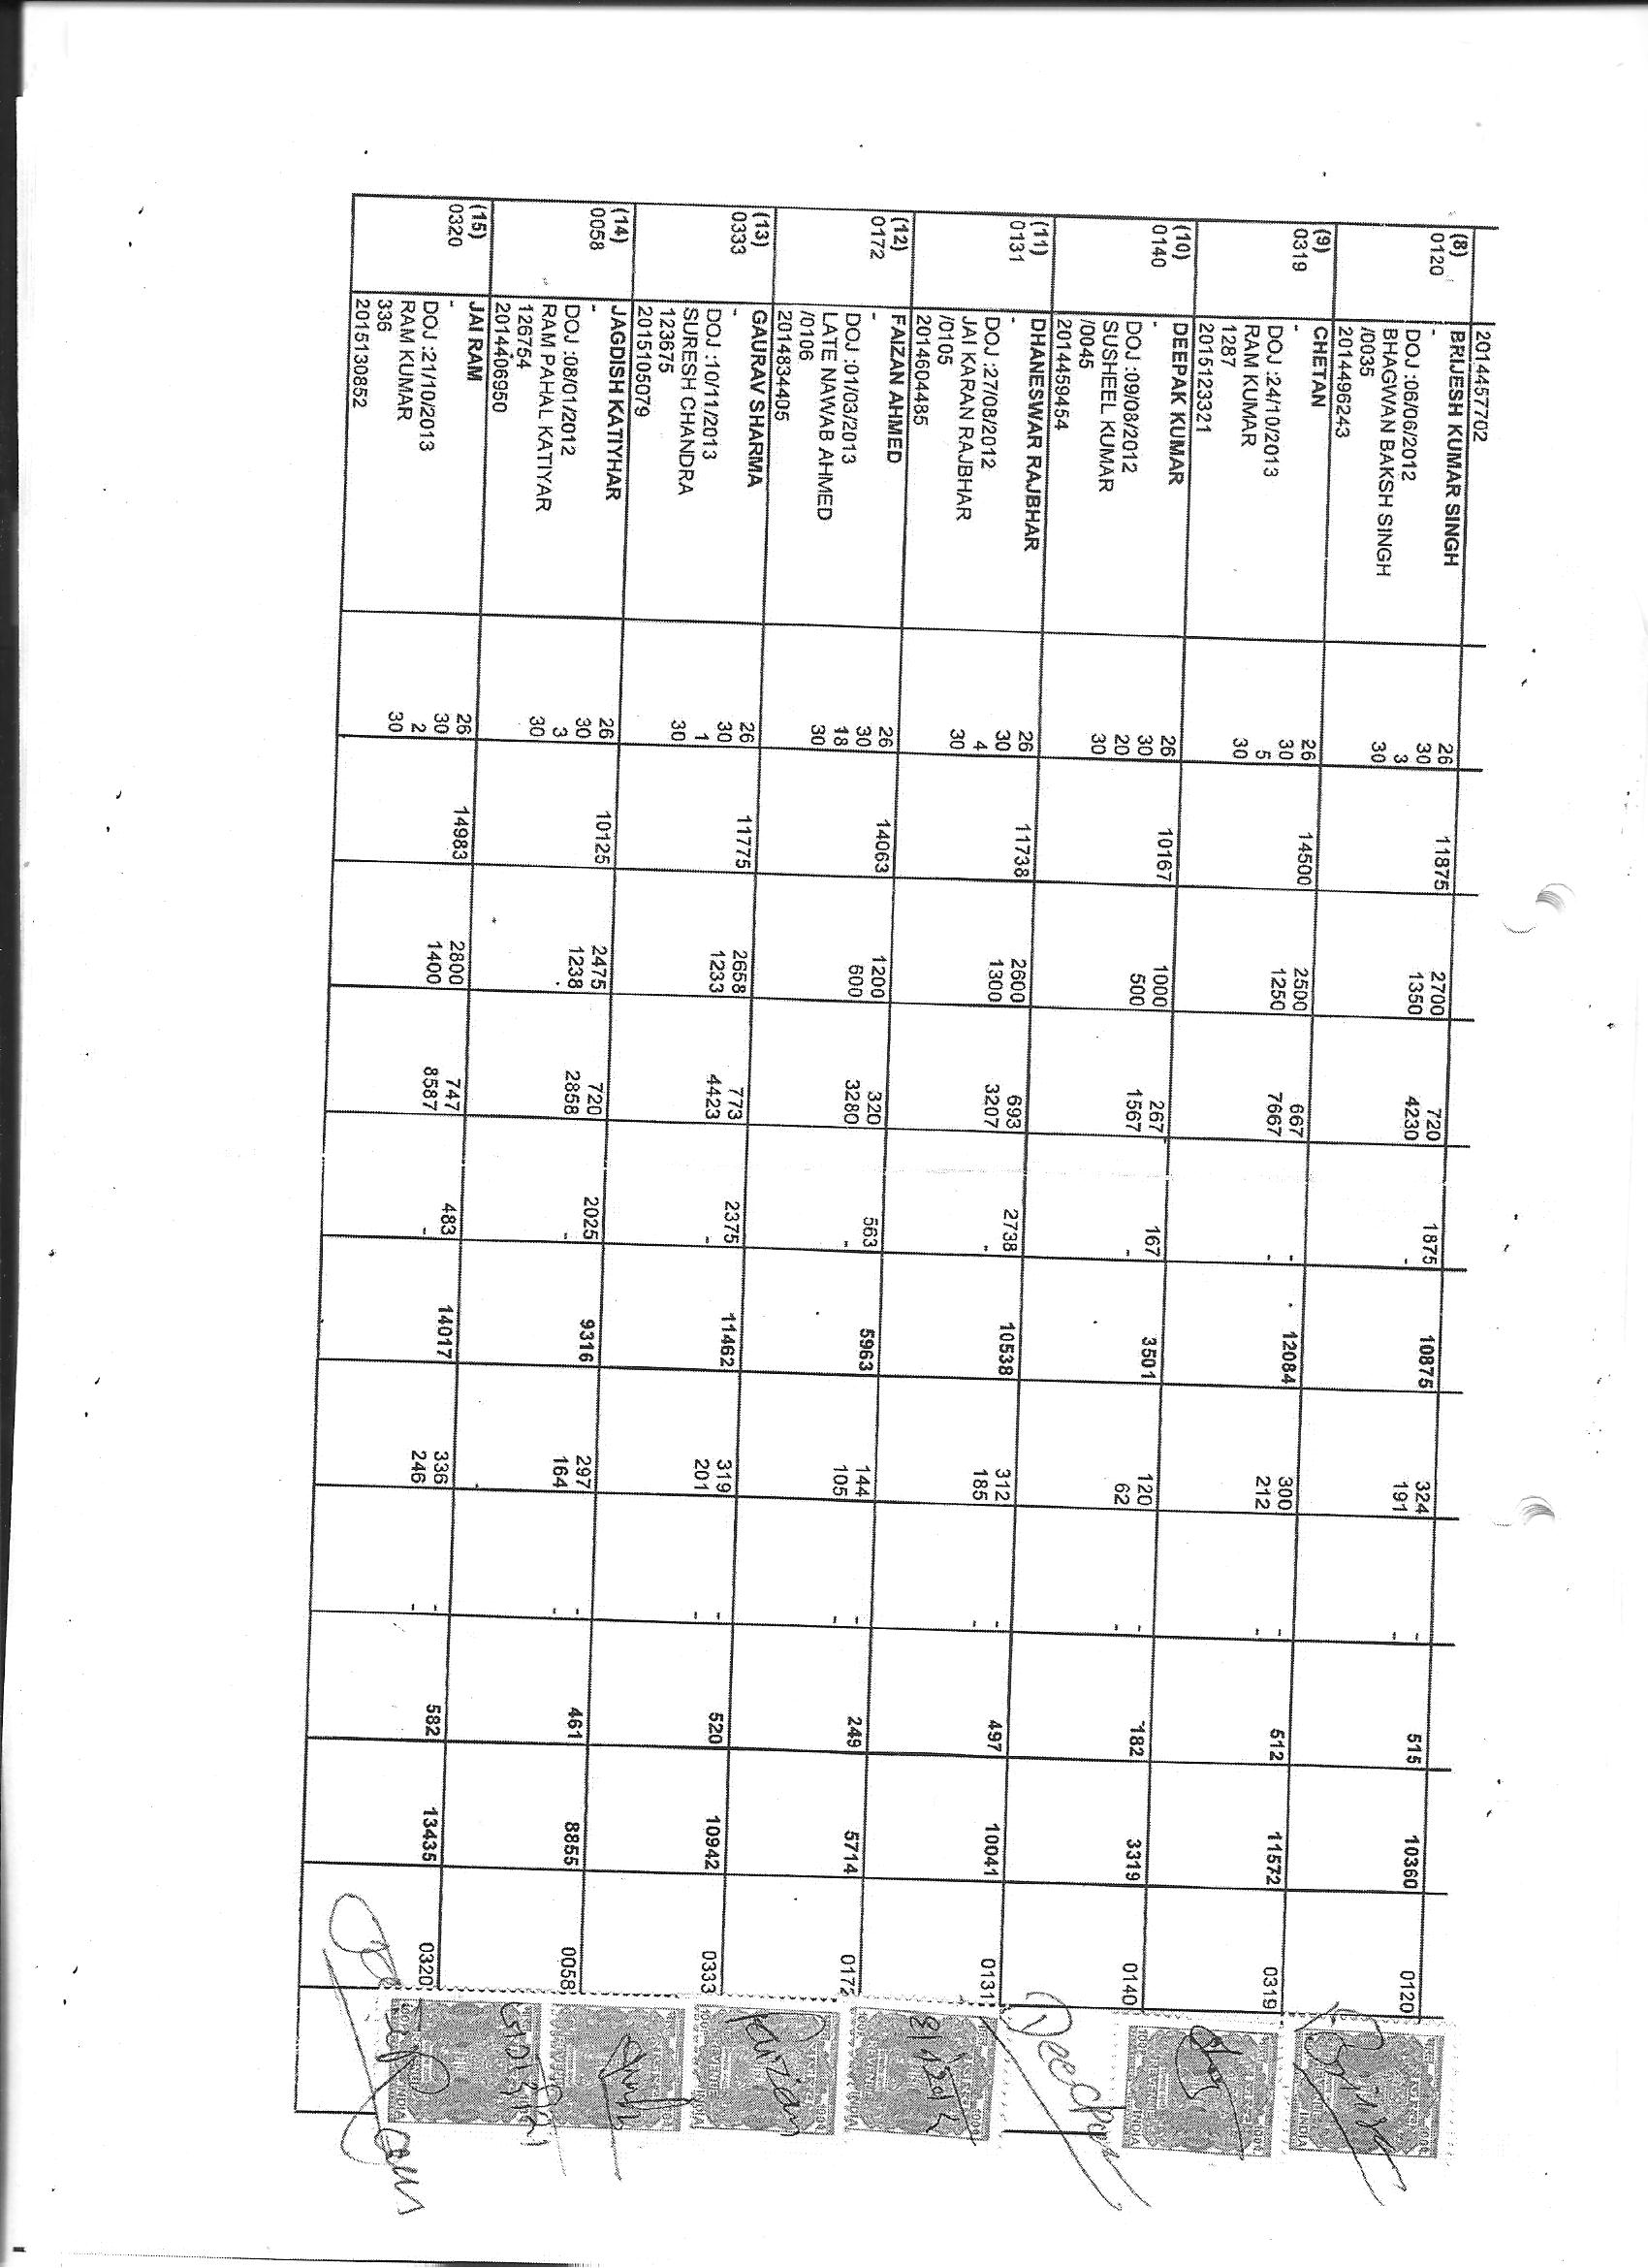 2014457702
(8) BRIJESH KUMAR SINGH 26 11875 2700 720 1875 10875 324 - 515 10360 0120
0120 - 30 1350 4230 - 191 -
DOJ :06/06/2012 3
BHAGWAN BAKSH SINGH 30
/0035
2014496243
(9) CHETAN 26 14500 2500 667 - 12084 300 - 512 11572 0319
0319 - 30 1250 7667 - 212 -
DOJ :24/10/2013 5
RAM KUMAR 30
1287
2015123321
(10) DEEPAK KUMAR 26 10167 1000 267 167 3501 120 - 182 3319 0140
0140 - 30 500 1567 - 62 -
DOJ :09/08/2012 20
SUSHEEL KUMAR 30
/0045
2014459454
(11) DHANESWAR RAJBHAR 26 11738 2600 693 2738 10538 312 - 497 10041 0131
0131 - 30 1300 3207 - 185 -
DOJ :27/08/2012 4
JAI KARAN RAJBHAR 30
/0105
2014604485
(12) FAIZAN AHMED 26 14063 1200 320 563 5963 144 - 249 5714 0172
0172 - 30 600 3280 - 105 -
DOJ :01/03/2013 18
LATE NAWAB AHMED 30
/0106
2014834405
(13) GAURAV SHARMA 26 11775 2658 773 2375 11462 319 - 520 10942 0333
0333 - 30 1233 4423 - 201 -
DOJ :10/11/2013 1
SURESH CHANDRA 30
123675
2015105079
(14) JAGDISH KATIYHAR 26 10125 2475 720 2025 9316 297 - 461 8855 0058
0058 - 30 1238 2858 - 164 -
DOJ :08/01/2012 3
RAM PAHAL KATIYAR 30
126754
2014406950
(15) JAI RAM 26 14983 2800 747 483 14017 336 - 582 13435 0320
0320 - 30 1400 8587 - 246 -
DOJ :21/10/2013 2
RAM KUMAR 30
336
2015130852